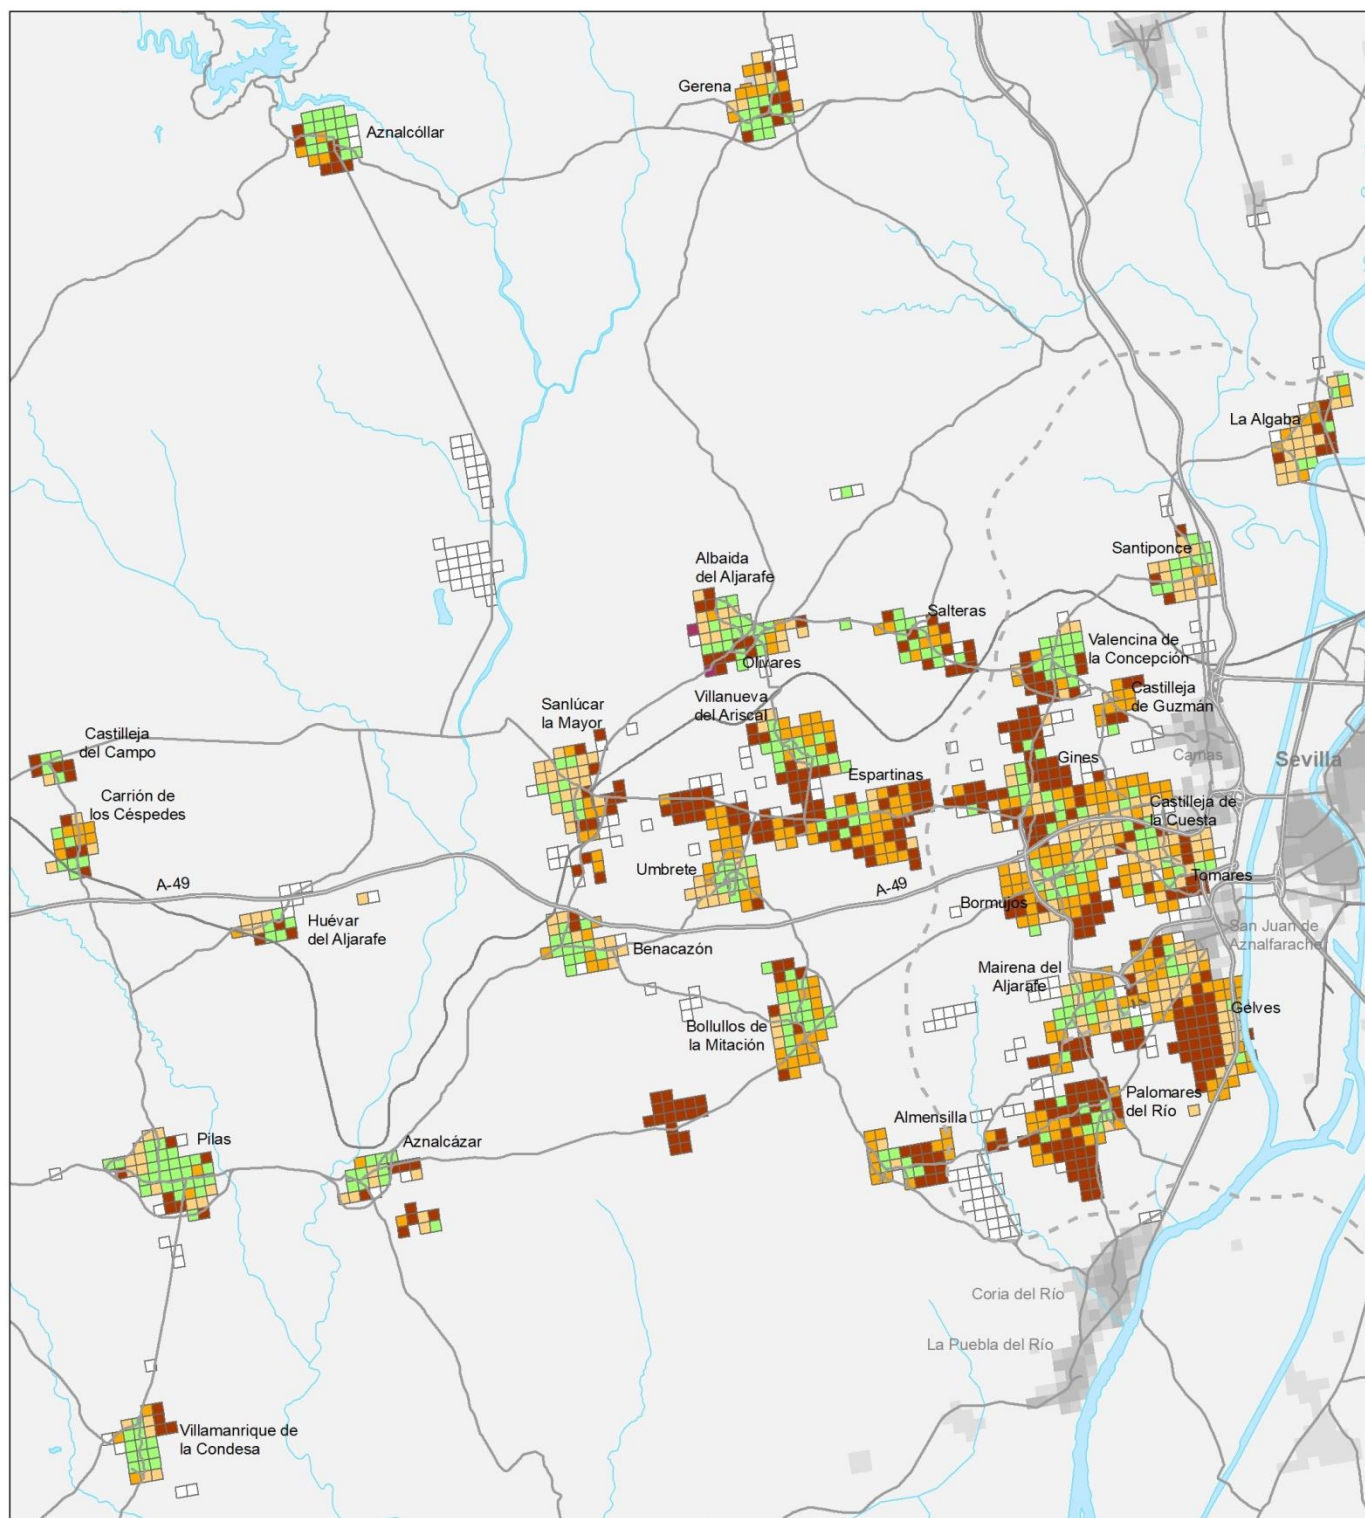 Gerena
Aznalcóllar
La Algaba
Santiponce
Albaida
del Aljarafe
Salteras
Olivares
Valencina de
la Concepción
Villanueva
del Ariscal
Castilleja
de Guzmán
Sanlúcar
la Mayor
Castilleja
del Campo
Camas
Sevilla
Gines
Espartinas
Carrión de
los Céspedes
Castilleja de
la Cuesta
Umbrete
Tomares
A-49
A-49
Bormujos
Huévar
del Aljarafe
San Juan de
Aznalfarache
Benacazón
Mairena del
Aljarafe
Gelves
Bollullos de
la Mitación
Palomares
del Río
Almensilla
Pilas
Aznalcázar
Coria del Río
La Puebla del Río
Villamanrique de
la Condesa